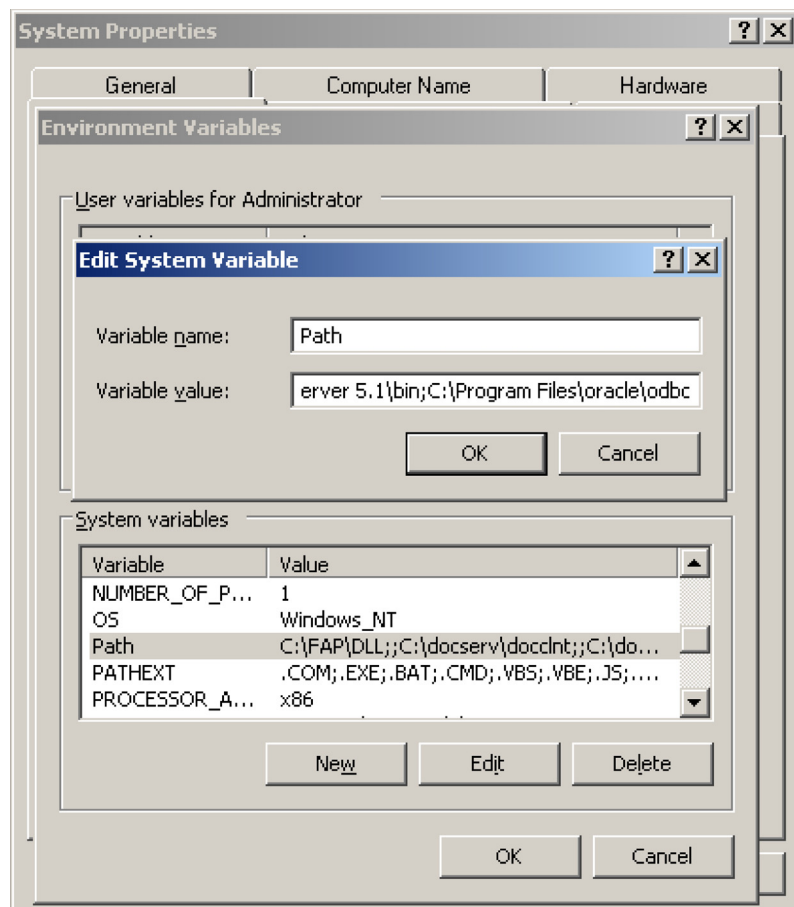 System Properties
General Computer Name Hardware
Environment Variables
User variables for Administrator
Edit System Variable
Variable name: Path
Variable value: erver 5.1\bin;C:\Program Files\oracle\odbc
OK Cancel
System variables
Variable Value
NUMBER_OF_P... 1
OS Windows_NT
Path C:\FAP\DLL;;C:\docserv\docclnt;;C:\do...
PATHEXT .COM;.EXE;.BAT;.CMD;.VBS;.VBE;.JS;....
PROCESSOR_A... x86
New Edit Delete
OK Cancel